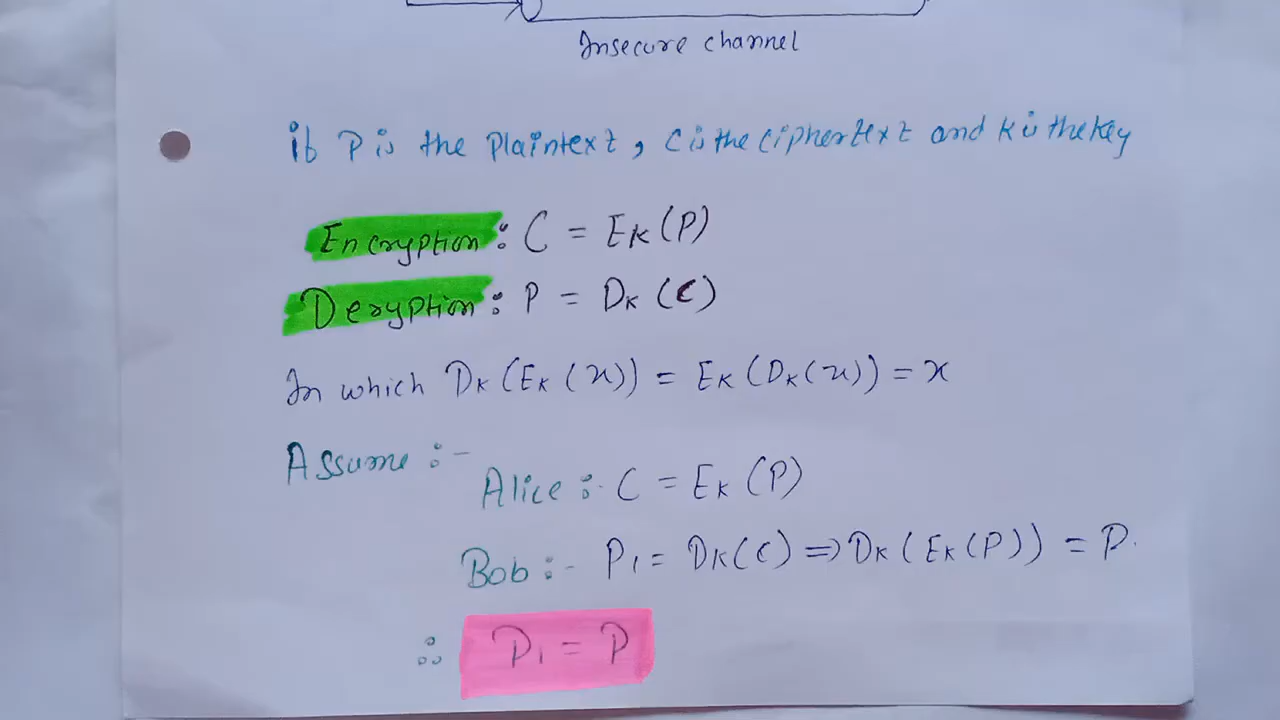 Insecure channel
if P is the Plaintext, C is the Ciphertext and K is the Key
Encryption: C = EK(P)
Deryption: P = DK(C)
In which DK(EK(x)) = EK(DK(x)) = x
Assume :-
Alice :- C = EK(P)
Bob :- P1 = DK(C) ⇒ DK(EK(P)) = P.
∴ P1 = P